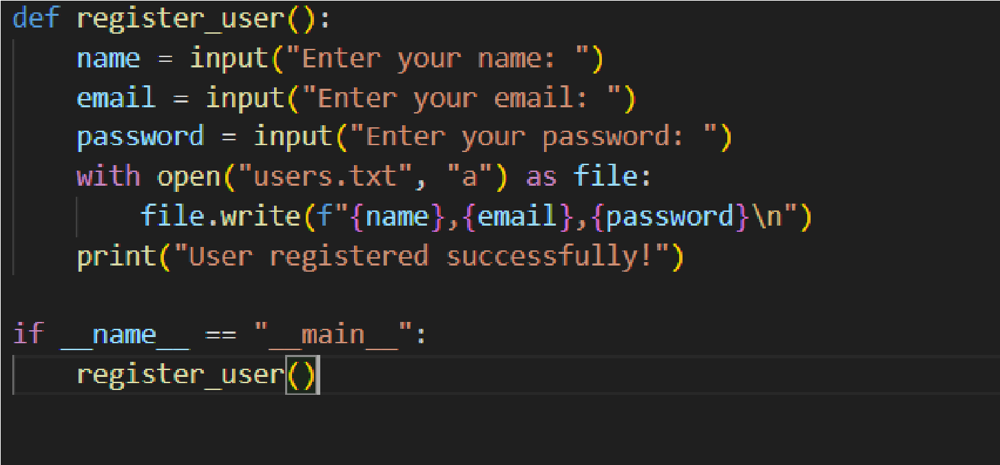 def register_user():
    name = input("Enter your name: ")
    email = input("Enter your email: ")
    password = input("Enter your password: ")
    with open("users.txt", "a") as file:
        file.write(f"{name},{email},{password}\n")
    print("User registered successfully!")

if __name__ == "__main__":
    register_user()